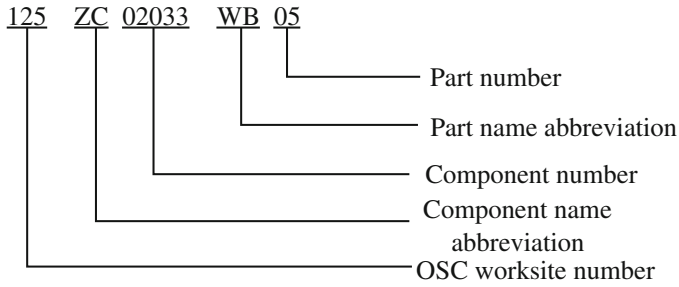 125 ZC 02033 WB 05
Part number
Part name abbreviation
Component number
Component name
abbreviation
OSC worksite number